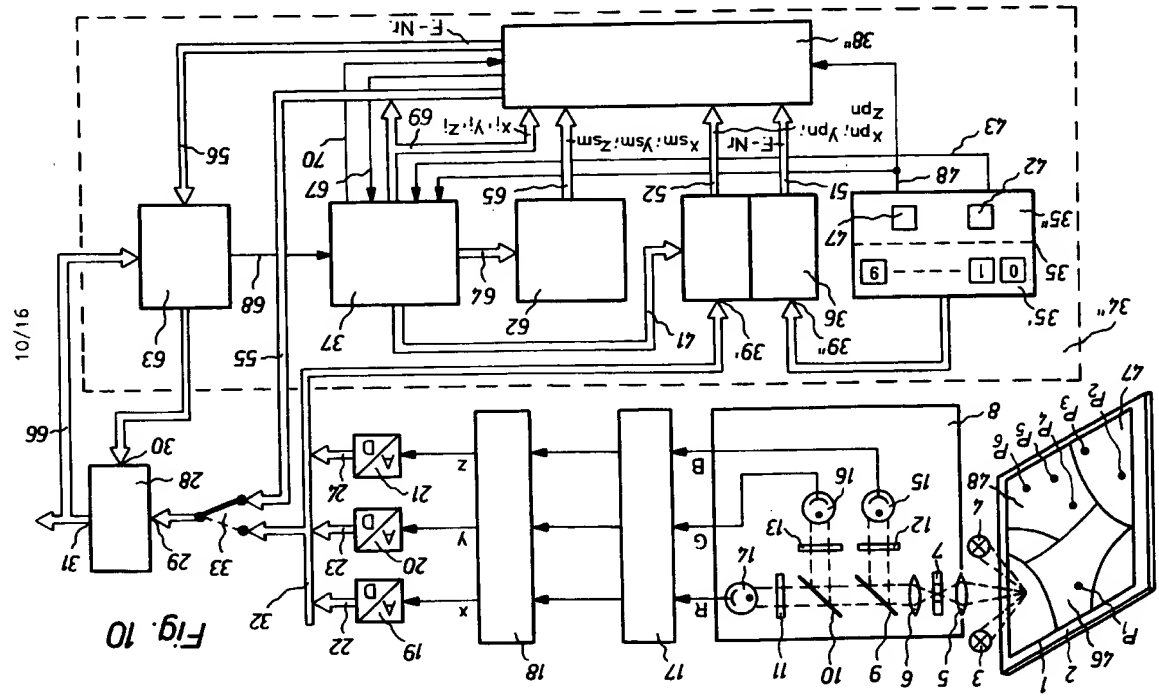 Fig. 10
10/16
1
2
46
P₁
3
4
5
6
7
9
10
11
R
14
12
13
15
16
G
B
8
47
48
P₂
P₃
P₄
P₅
P₆
17
18
x
y
z
19
20
21
A
D
A
D
A
D
22
23
24
32
33
29
28
31
30
66
34"
35'
0
1
9
35
35"
42
47
43
48
39"
39'
36
41
51
52
E-Nr
xpn; ypn;
zpn
37
62
64
65
xsm; ysm; zsm
63
68
55
67
69
70
xi, yi, zi
56
E-Nr.
38"